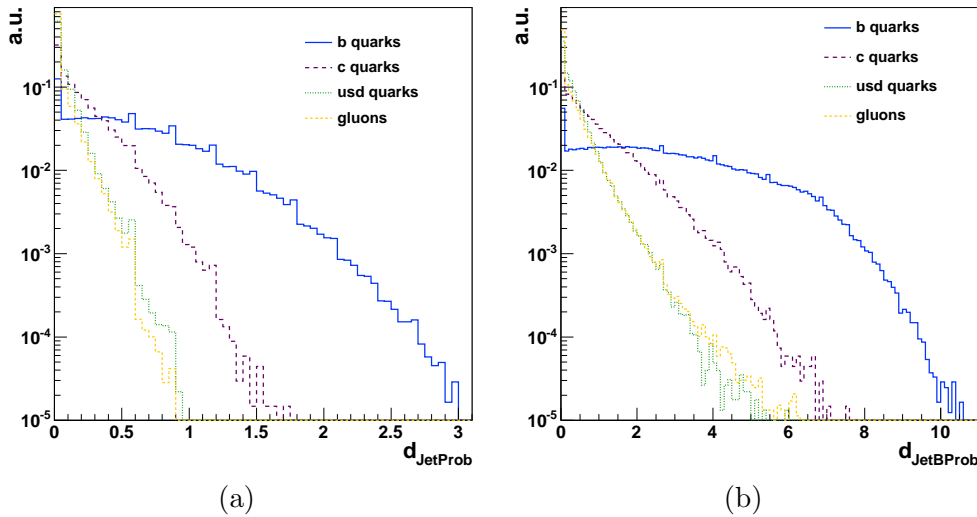 a.u.
b quarks
c quarks
usd quarks
gluons
10^-1
10^-2
10^-3
10^-4
10^-5
0 0.5 1 1.5 2 2.5 3
d_JetProb
(a)
a.u.
b quarks
c quarks
usd quarks
gluons
10^-1
10^-2
10^-3
10^-4
10^-5
0 2 4 6 8 10
d_JetBProb
(b)